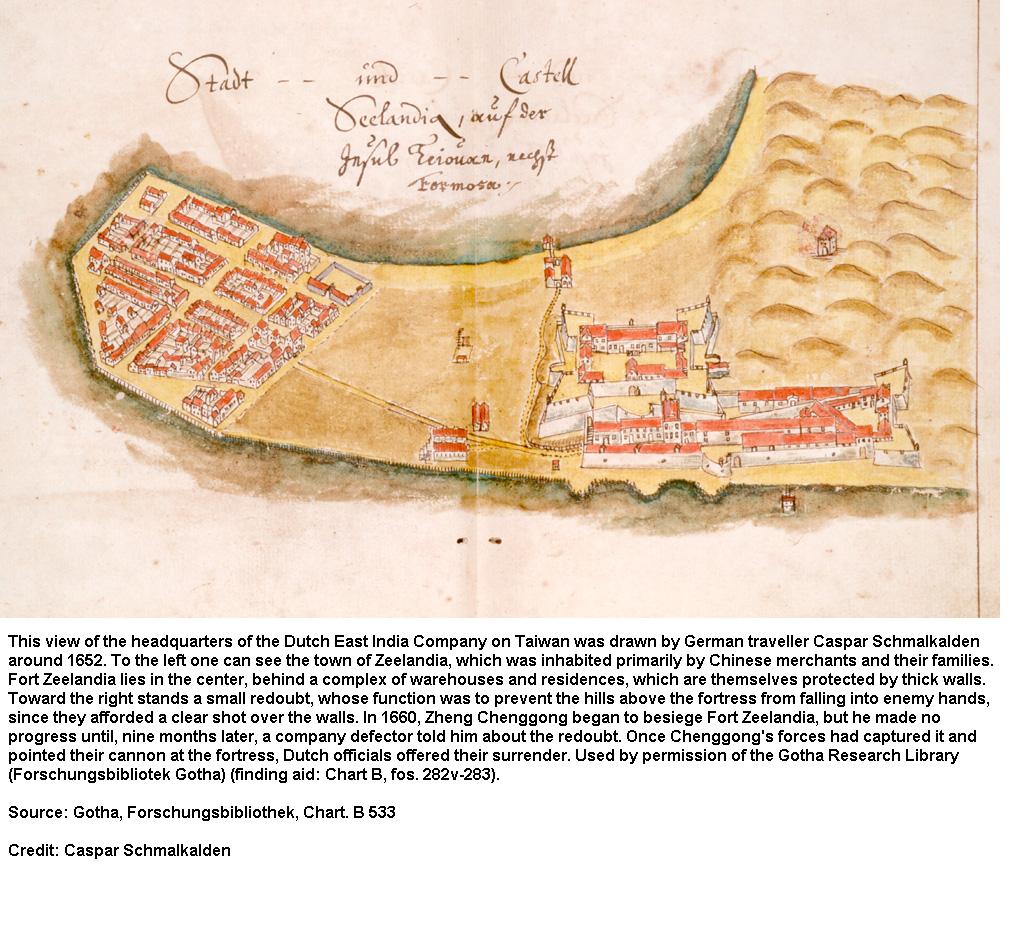 Stadt -- und -- Castell
Seelandia, auf der
Insul Teiouan, nechst
Formosa.
This view of the headquarters of the Dutch East India Company on Taiwan was drawn by German traveller Caspar Schmalkalden
around 1652. To the left one can see the town of Zeelandia, which was inhabited primarily by Chinese merchants and their families.
Fort Zeelandia lies in the center, behind a complex of warehouses and residences, which are themselves protected by thick walls.
Toward the right stands a small redoubt, whose function was to prevent the hills above the fortress from falling into enemy hands,
since they afforded a clear shot over the walls. In 1660, Zheng Chenggong began to besiege Fort Zeelandia, but he made no
progress until, nine months later, a company defector told him about the redoubt. Once Chenggong's forces had captured it and
pointed their cannon at the fortress, Dutch officials offered their surrender. Used by permission of the Gotha Research Library
(Forschungsbibliotek Gotha) (finding aid: Chart B, fos. 282v-283).
Source: Gotha, Forschungsbibliothek, Chart. B 533
Credit: Caspar Schmalkalden